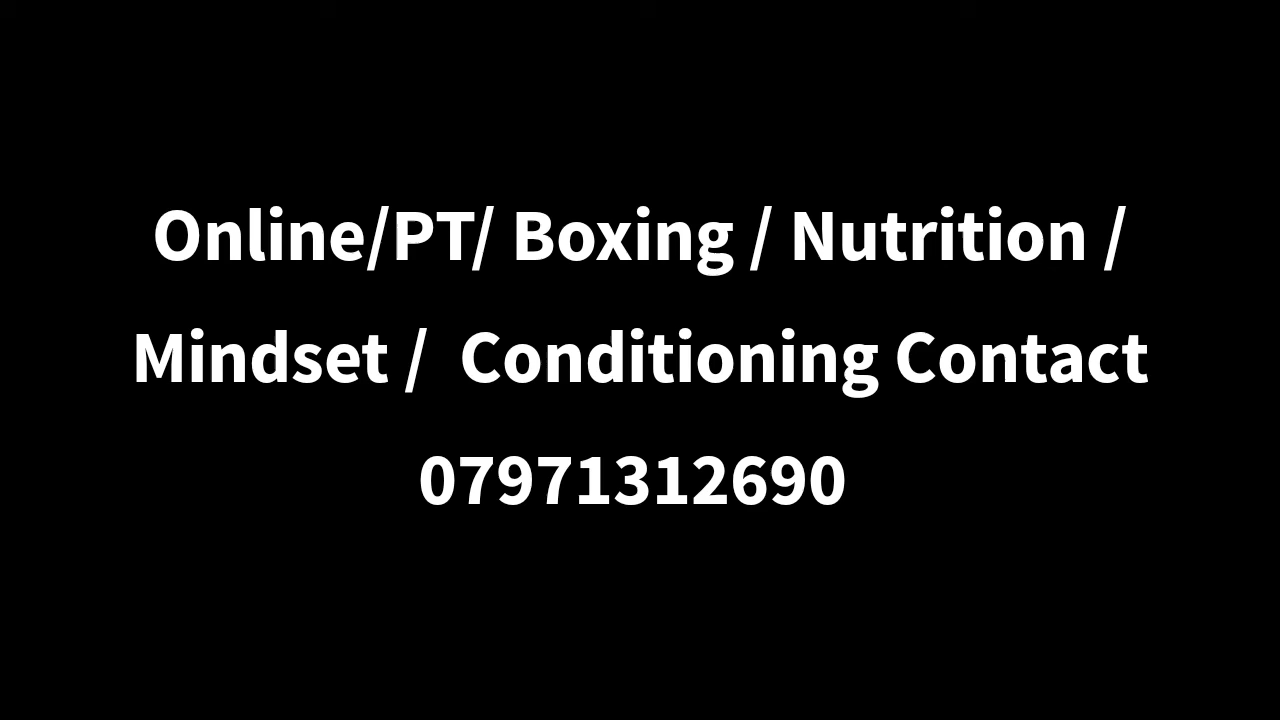 Online/PT/ Boxing / Nutrition /
Mindset /  Conditioning Contact
07971312690